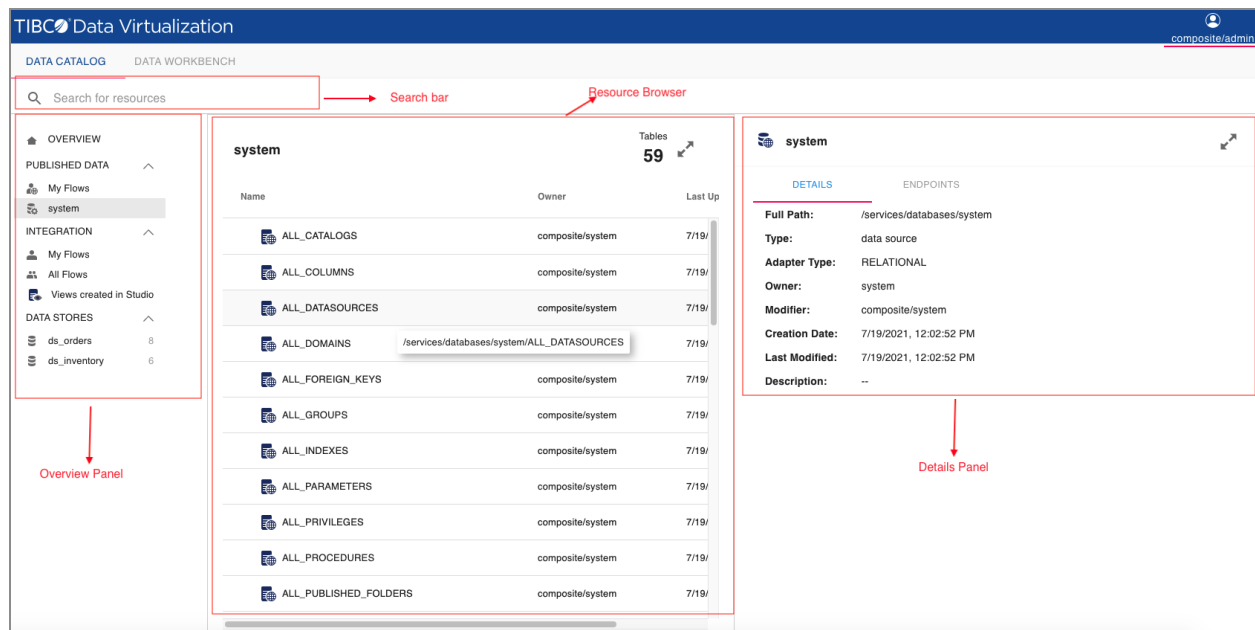 TIBCO Data Virtualization
composite/admin
DATA CATALOG DATA WORKBENCH
Search for resources
Search bar
Resource Browser
OVERVIEW
PUBLISHED DATA
My Flows
system
INTEGRATION
My Flows
All Flows
Views created in Studio
DATA STORES
ds_orders 8
ds_inventory 6
Overview Panel
system
Tables
59
Name Owner Last Up
ALL_CATALOGS composite/system 7/19/
ALL_COLUMNS composite/system 7/19/
ALL_DATASOURCES composite/system 7/19/
ALL_DOMAINS /services/databases/system/ALL_DATASOURCES 7/19/
ALL_FOREIGN_KEYS composite/system 7/19/
ALL_GROUPS composite/system 7/19/
ALL_INDEXES composite/system 7/19/
ALL_PARAMETERS composite/system 7/19/
ALL_PRIVILEGES composite/system 7/19/
ALL_PROCEDURES composite/system 7/19/
ALL_PUBLISHED_FOLDERS composite/system 7/19/
system
DETAILS ENDPOINTS
Full Path: /services/databases/system
Type: data source
Adapter Type: RELATIONAL
Owner: system
Modifier: composite/system
Creation Date: 7/19/2021, 12:02:52 PM
Last Modified: 7/19/2021, 12:02:52 PM
Description: --
Details Panel